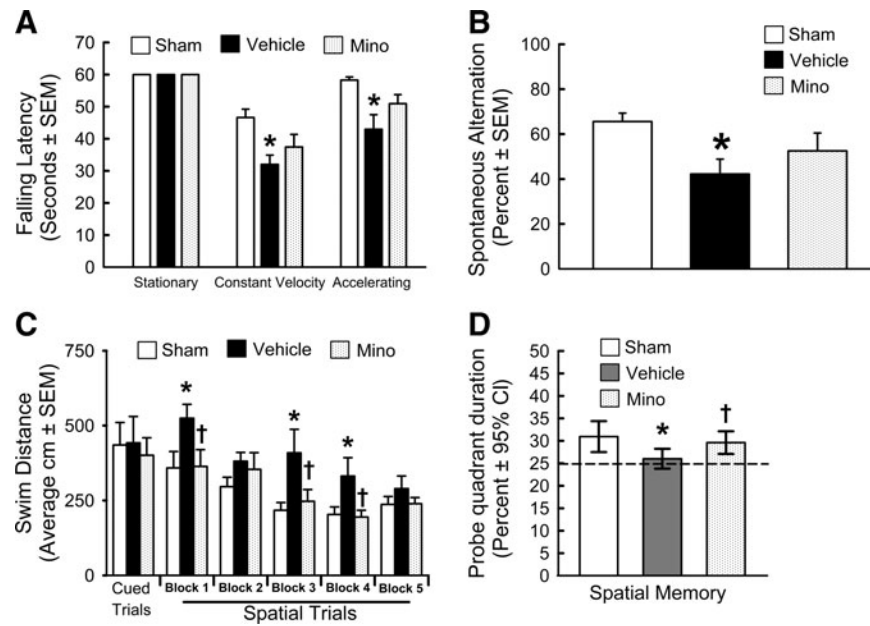 A
Sham Vehicle Mino
Falling Latency
(Seconds ± SEM)
60
50
40
30
20
10
0
* *
Stationary Constant Velocity Accelerating
B
Sham
Vehicle
Mino
Spontaneous Alternation
(Percent ± SEM)
100
80
60
40
20
0
*
C
Sham Vehicle Mino
Swim Distance
(Average cm ± SEM)
750
500
250
0
* † * † * †
Cued
Trials
Block 1 Block 2 Block 3 Block 4 Block 5
Spatial Trials
D
Sham
Vehicle
Mino
Probe quadrant duration
(Percent ± 95% CI)
50
45
40
35
30
25
20
15
10
5
0
* †
Spatial Memory